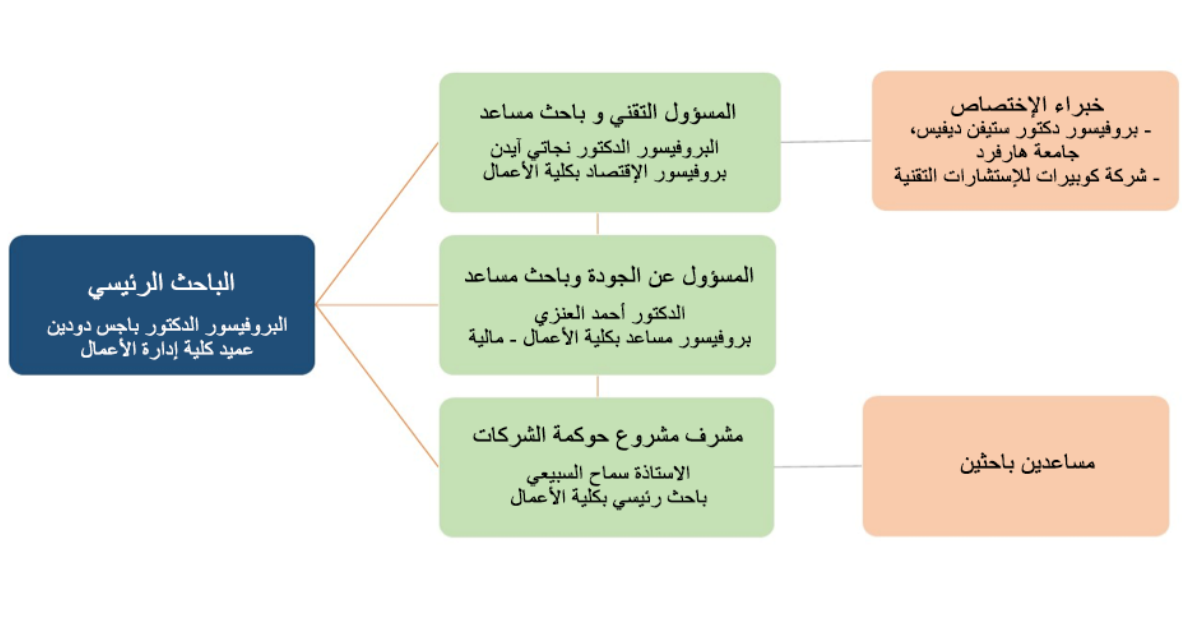 الباحث الرئيسي
البروفيسور الدكتور باجس دودين
عميد كلية إدارة الأعمال
المسؤول التقني و باحث مساعد
البروفيسور الدكتور نجاتي آيدن
بروفيسور الإقتصاد بكلية الأعمال
المسؤول عن الجودة وباحث مساعد
الدكتور أحمد العنزي
بروفيسور مساعد بكلية الأعمال - مالية
مشرف مشروع حوكمة الشركات
الاستاذة سماح السبيعي
باحث رئيسي بكلية الأعمال
خبراء الإختصاص
- بروفيسور دكتور ستيفن ديفيس،
جامعة هارفرد
- شركة كوبيرات للإستشارات التقنية
مساعدين باحثين